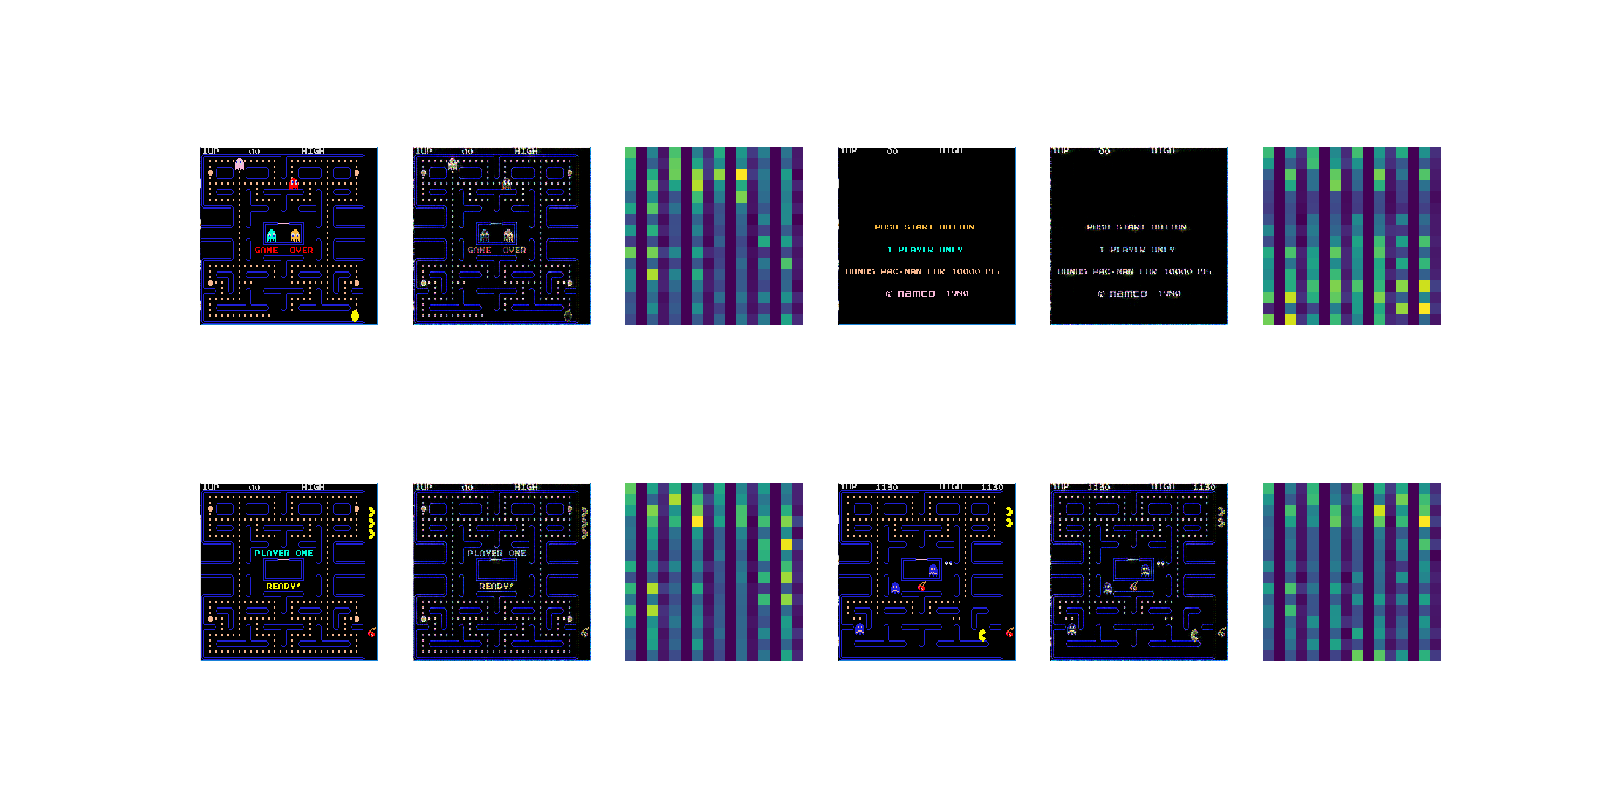 1UP 00 HIGH
GAME OVER
1UP 00 HIGH
GAME OVER
1UP 00 HIGH
PUSH START BUTTON
1 PLAYER ONLY
BONUS PAC-MAN FOR 10000 Pts
© namco 1980
1UP 00 HIGH
PUSH START BUTTON
1 PLAYER ONLY
BONUS PAC-MAN FOR 10000 Pts
© namco 1980
1UP 00 HIGH
PLAYER ONE
READY!
1UP 00 HIGH
PLAYER ONE
READY!
1UP 1130 HIGH 1130
1UP 1130 HIGH 1130